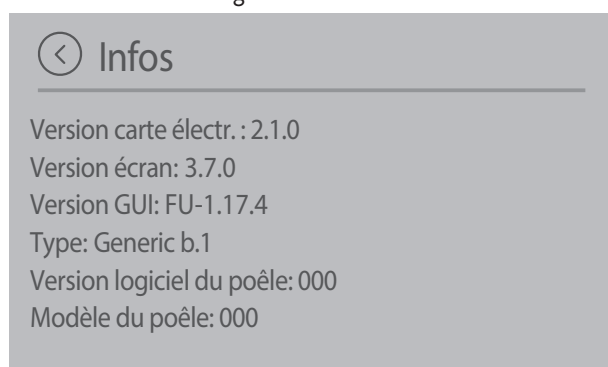 Infos
Version carte électr. : 2.1.0
Version écran: 3.7.0
Version GUI: FU-1.17.4
Type: Generic b.1
Version logiciel du poêle: 000
Modèle du poêle: 000